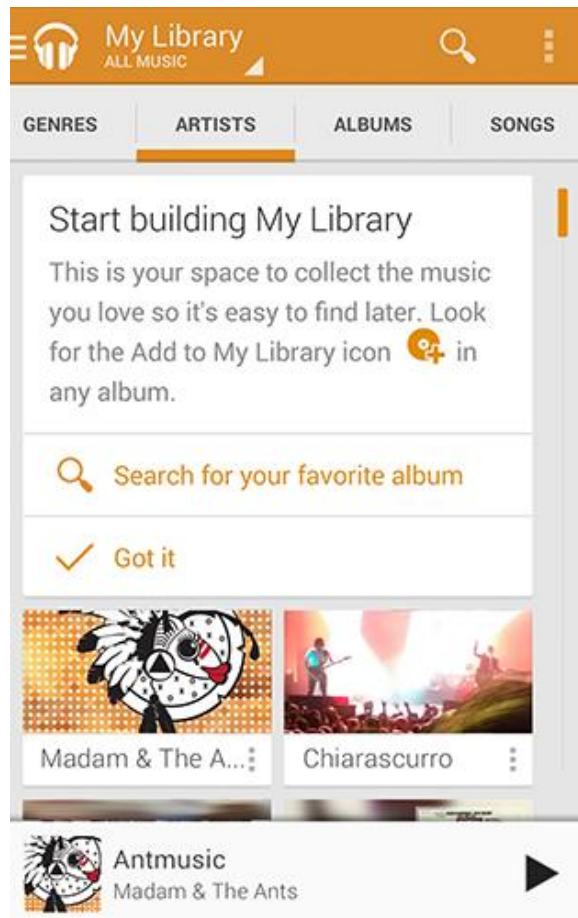 My Library
ALL MUSIC
GENRES
ARTISTS
ALBUMS
SONGS
Start building My Library
This is your space to collect the music
you love so it's easy to find later. Look
for the Add to My Library icon in
any album.
Search for your favorite album
Got it
Madam & The A...
Chiarascurro
Antmusic
Madam & The Ants